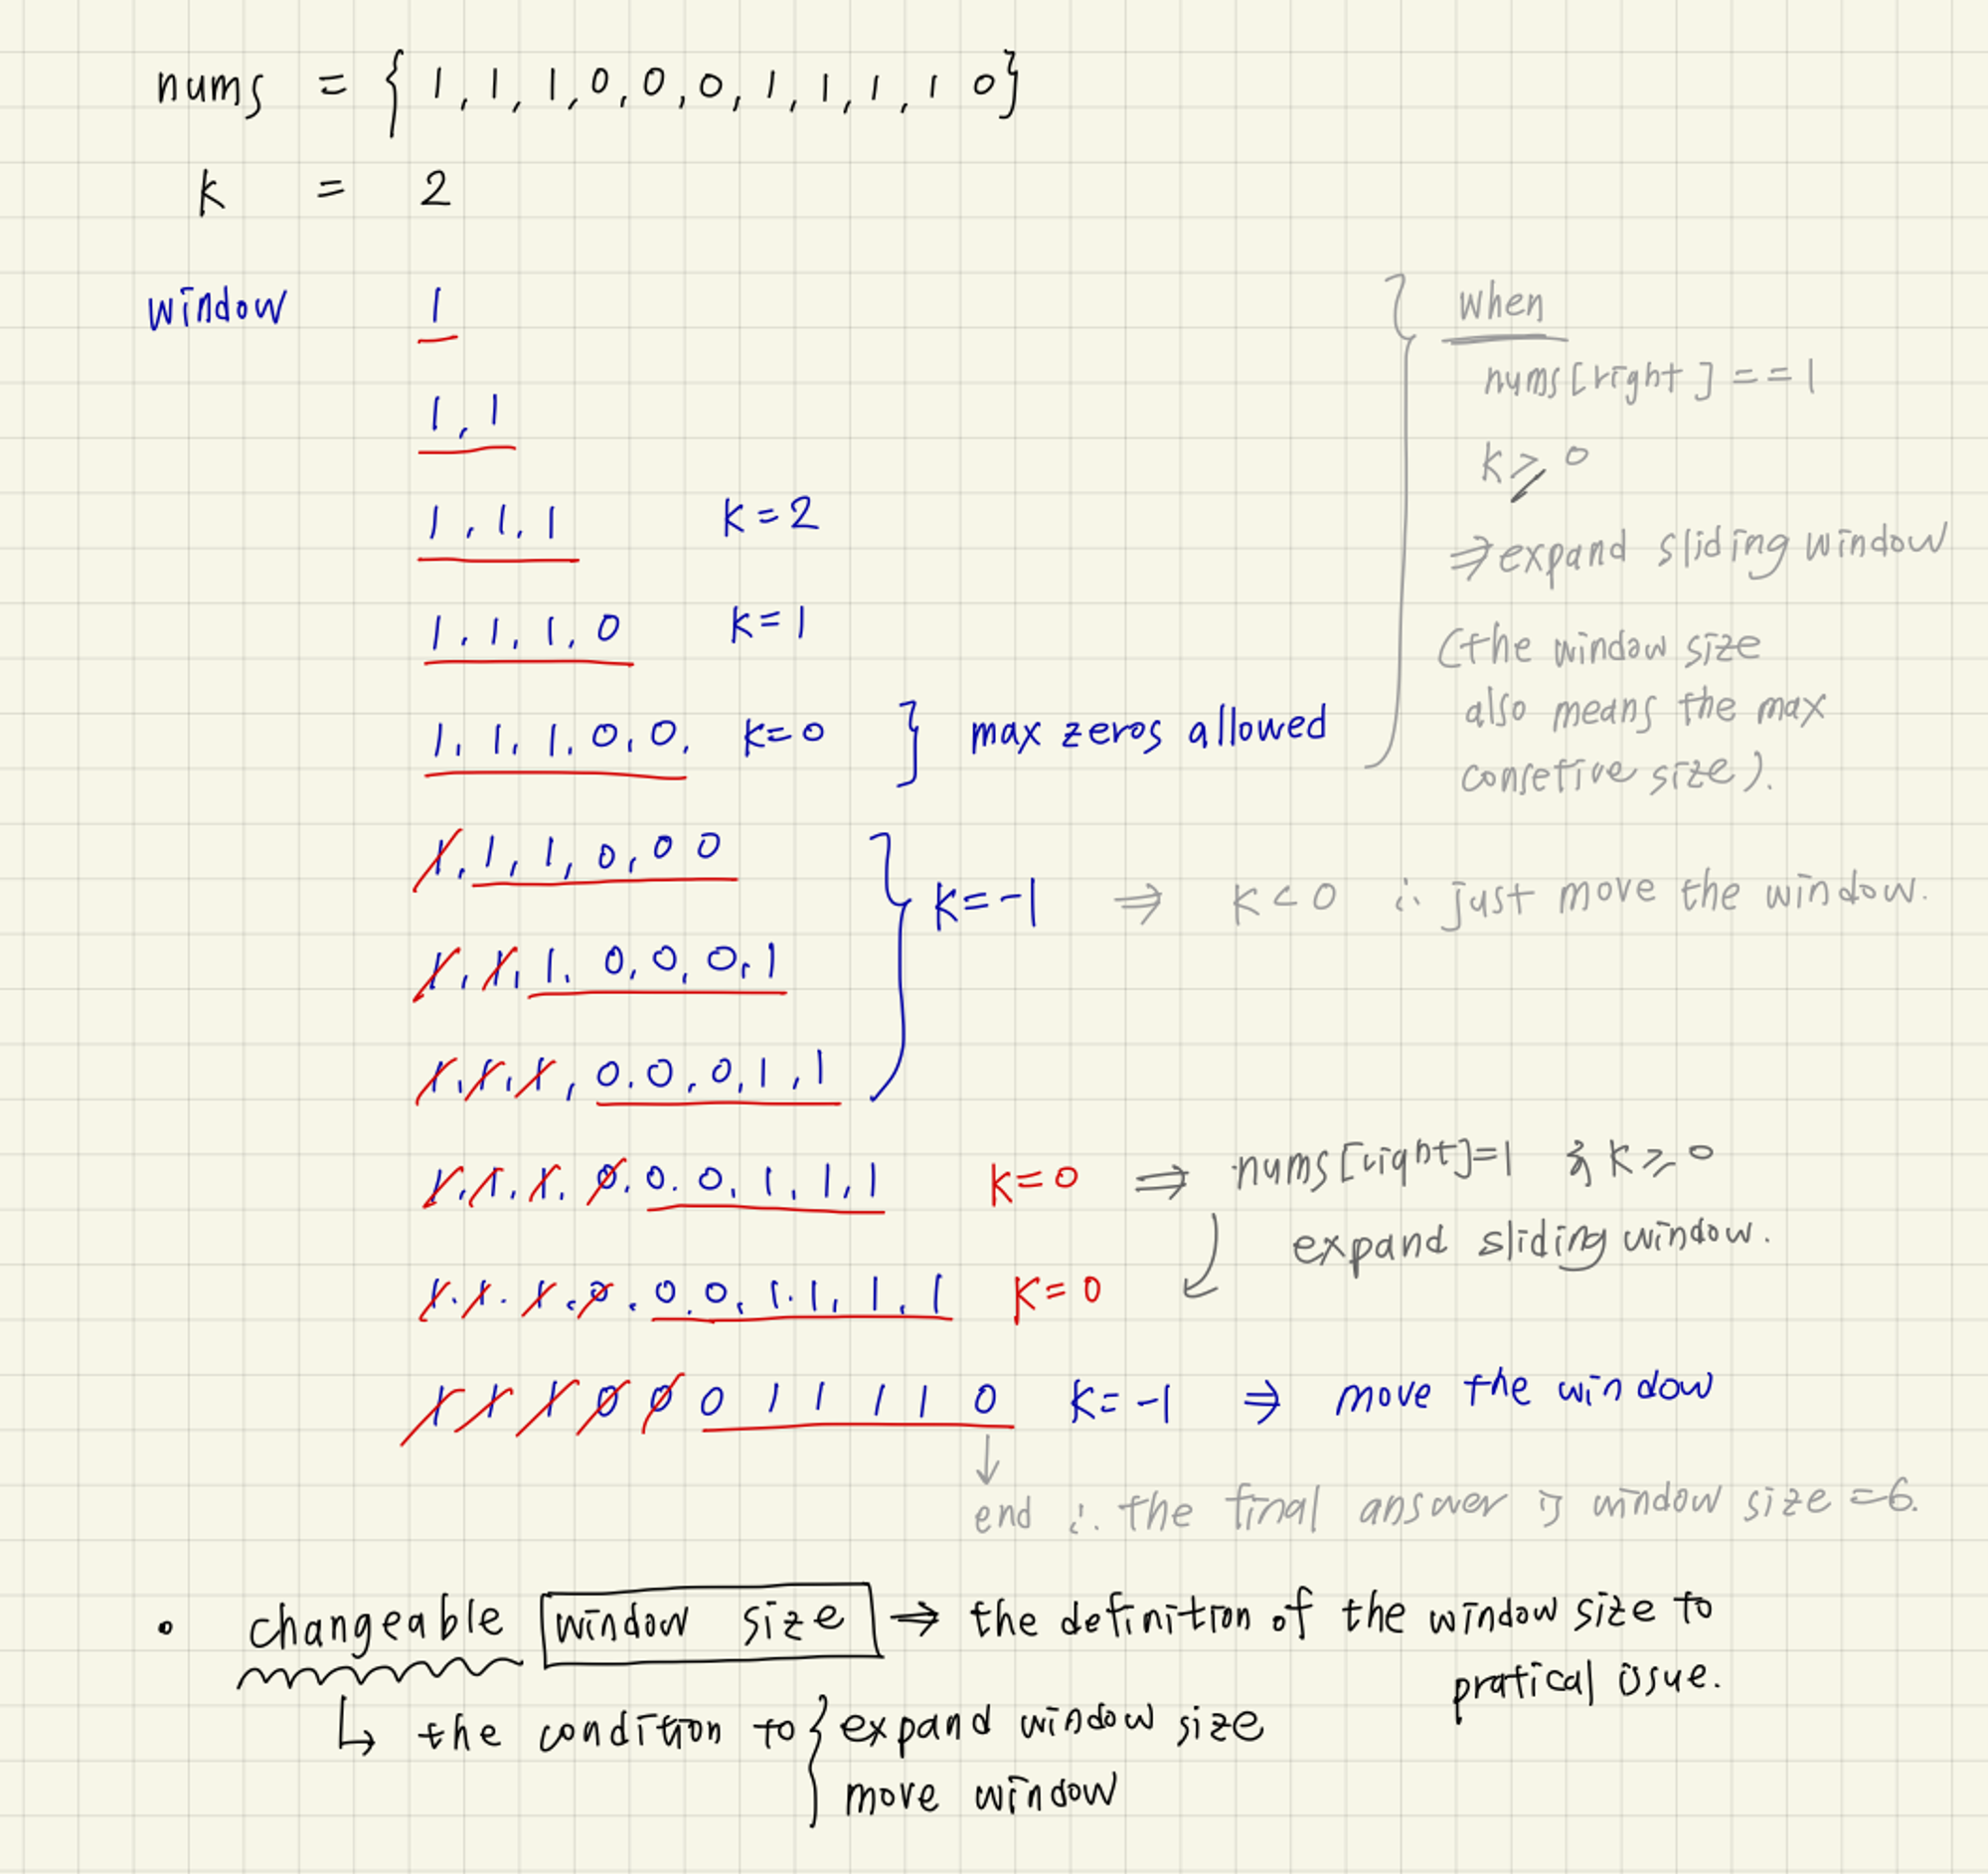 nums = { 1, 1, 1, 0, 0, 0, 1, 1, 1, 1 0}
k = 2
window 1
1, 1
1, 1, 1 k=2
1, 1, 1, 0 k=1
1, 1, 1, 0, 0, k=0 } max zeros allowed
} when
nums[right] == 1
k ≥ 0
⇒ expand sliding window
(the window size
also means the max
consetive size).
1, 1, 1, 0, 0 0
1, 1, 1, 0, 0, 0, 1
1, 1, 1, 0, 0, 0, 1, 1
} k=-1 ⇒ k<0 ∴ just move the window.
1, 1, 1, 0, 0, 0, 1, 1, 1 k=0 ⇒ nums[right]=1 & k≥0
expand sliding window.
1, 1, 1, 0, 0, 0, 1, 1, 1, 1 k=0
1 1 1 0 0 0 1 1 1 1 0 k=-1 ⇒ move the window
↓
end ∴ the final answer is window size =6.
• changeable window size ⇒ the definition of the window size to
pratical issue.
↳ the condition to { expand window size
move window